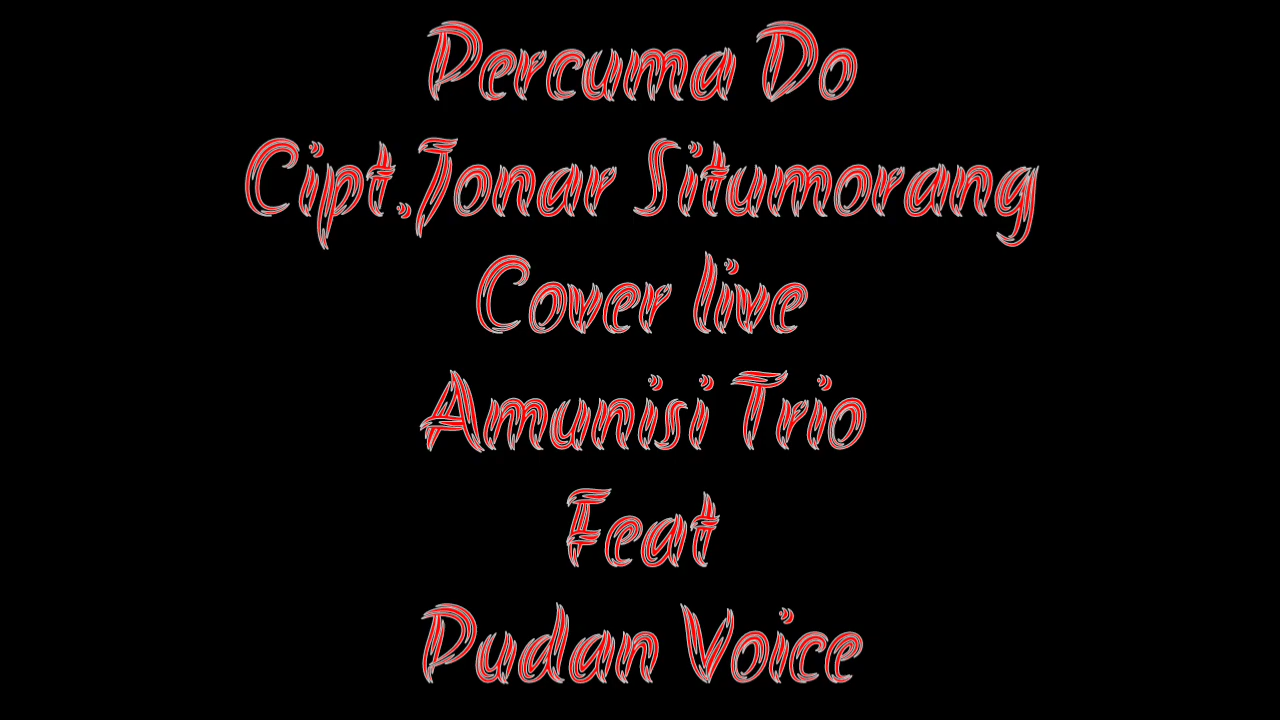 Percuma Do
Cipt.Jonar Situmorang
Cover live
Amunisi Trio
Feat
Pudan Voice